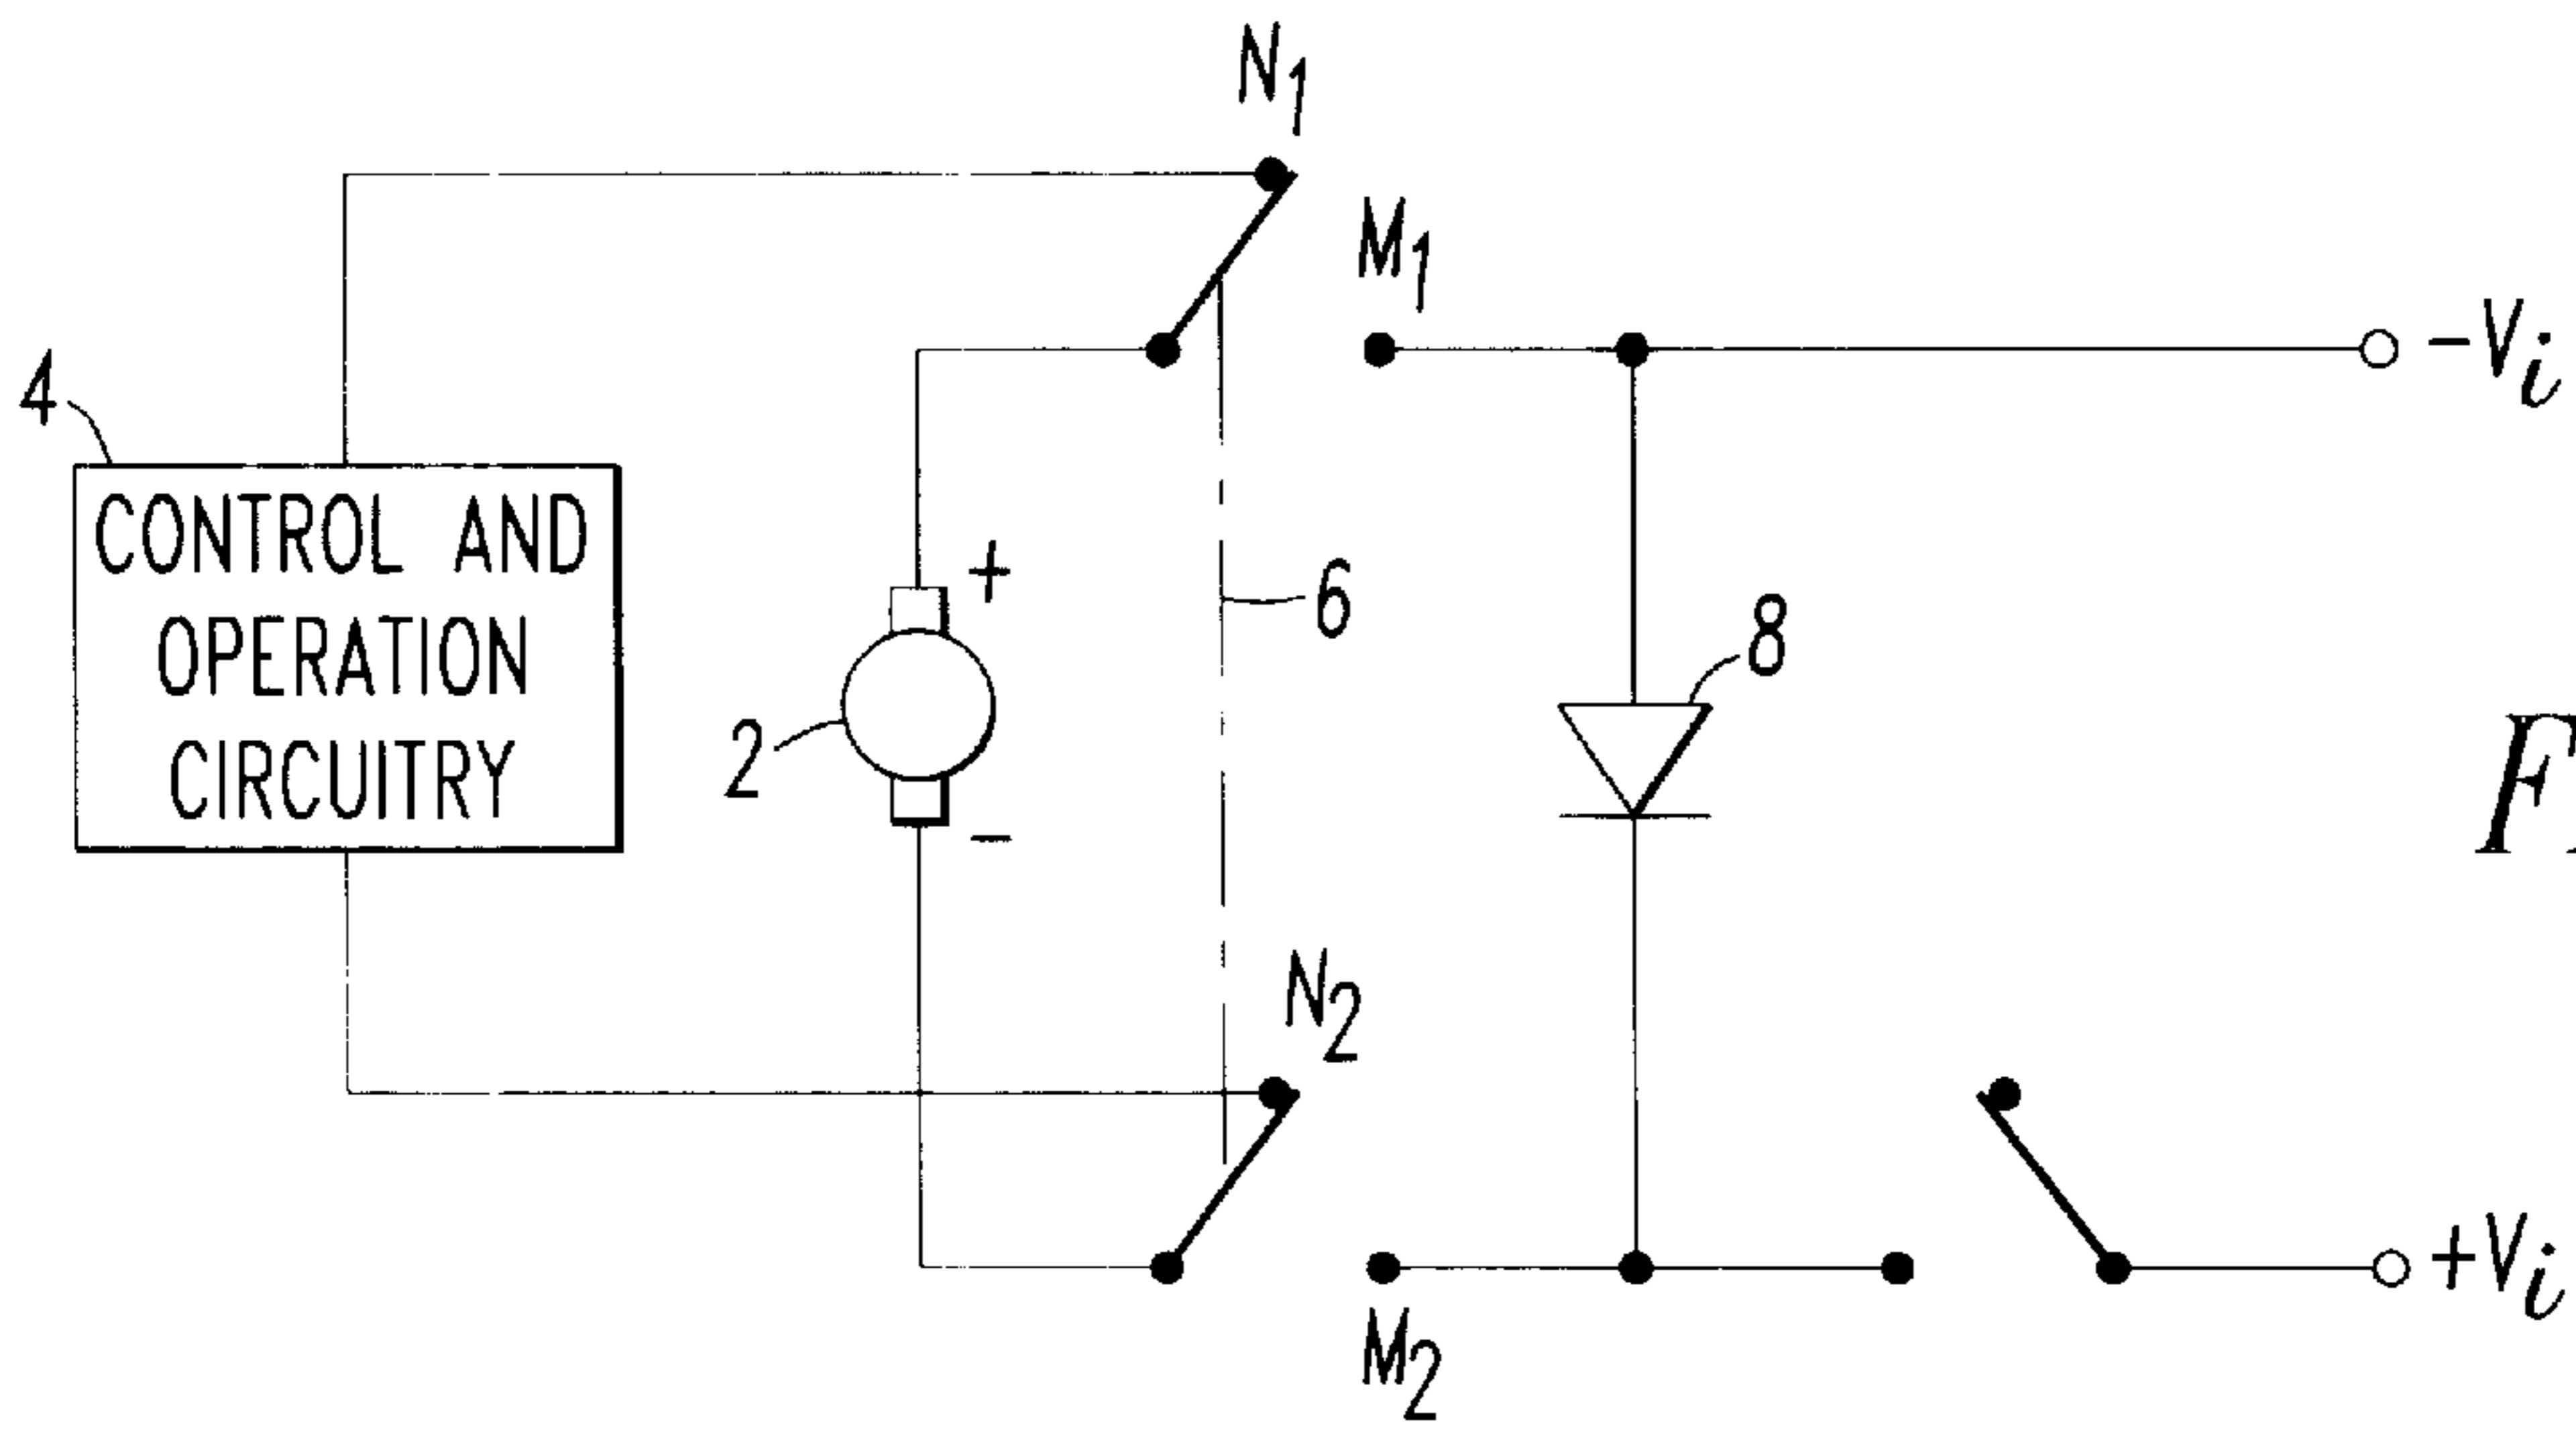 N1
M1
-Vi
4
CONTROL AND
OPERATION
CIRCUITRY
+
6
8
2
-
F
N2
+Vi
M2